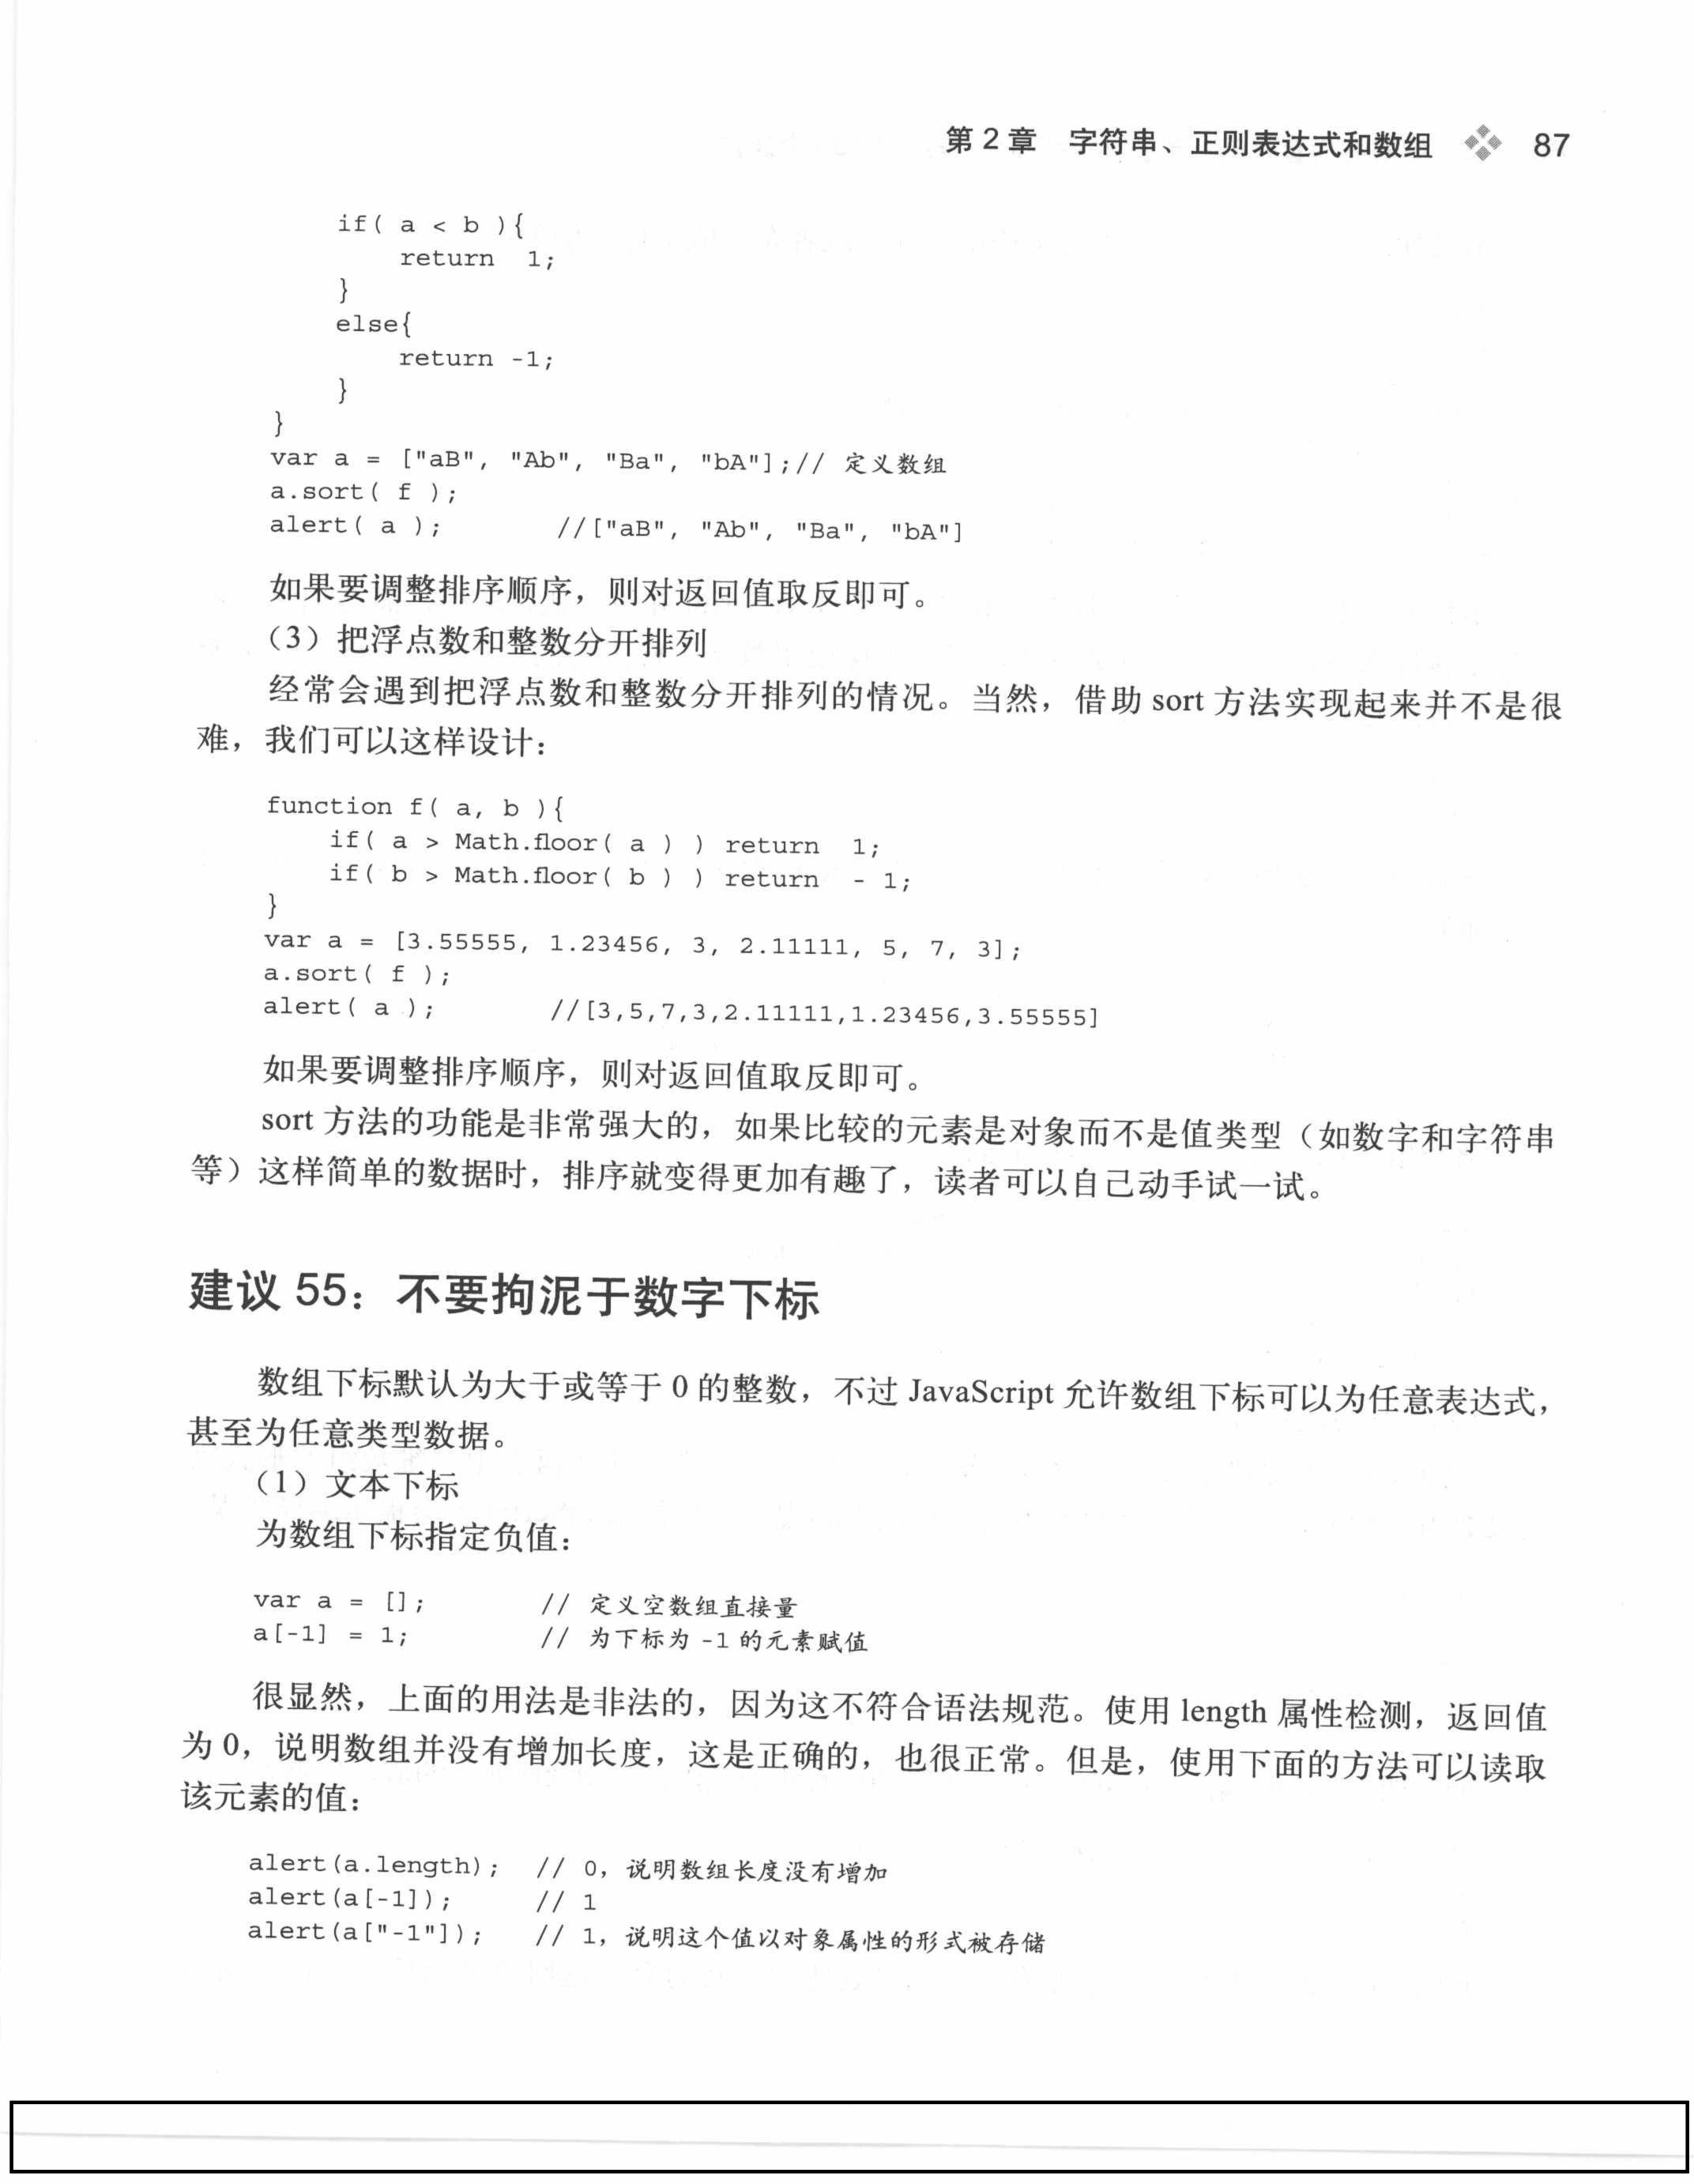 第 2 章　字符串、正则表达式和数组　87
if( a < b ){
return  1;
}
else{
return -1;
}
}
var a = ["aB", "Ab", "Ba", "bA"];// 定义数组
a.sort( f );
alert( a );       //["aB", "Ab", "Ba", "bA"]
如果要调整排序顺序，则对返回值取反即可。
（3）把浮点数和整数分开排列
经常会遇到把浮点数和整数分开排列的情况。当然，借助 sort 方法实现起来并不是很
难，我们可以这样设计：
function f( a, b ){
if( a > Math.floor( a ) ) return  1;
if( b > Math.floor( b ) ) return  - 1;
}
var a = [3.55555, 1.23456, 3, 2.11111, 5, 7, 3];
a.sort( f );
alert( a );       //[3,5,7,3,2.11111,1.23456,3.55555]
如果要调整排序顺序，则对返回值取反即可。
sort 方法的功能是非常强大的，如果比较的元素是对象而不是值类型（如数字和字符串
等）这样简单的数据时，排序就变得更加有趣了，读者可以自己动手试一试。
建议 55：不要拘泥于数字下标
数组下标默认为大于或等于 0 的整数，不过 JavaScript 允许数组下标可以为任意表达式，
甚至为任意类型数据。
（1）文本下标
为数组下标指定负值：
var a = [];       // 定义空数组直接量
a[-1] = 1;        // 为下标为 -1 的元素赋值
很显然，上面的用法是非法的，因为这不符合语法规范。使用 length 属性检测，返回值
为 0，说明数组并没有增加长度，这是正确的，也很正常。但是，使用下面的方法可以读取
该元素的值：
alert(a.length);  // 0，说明数组长度没有增加
alert(a[-1]);     // 1
alert(a["-1"]);   // 1，说明这个值以对象属性的形式被存储